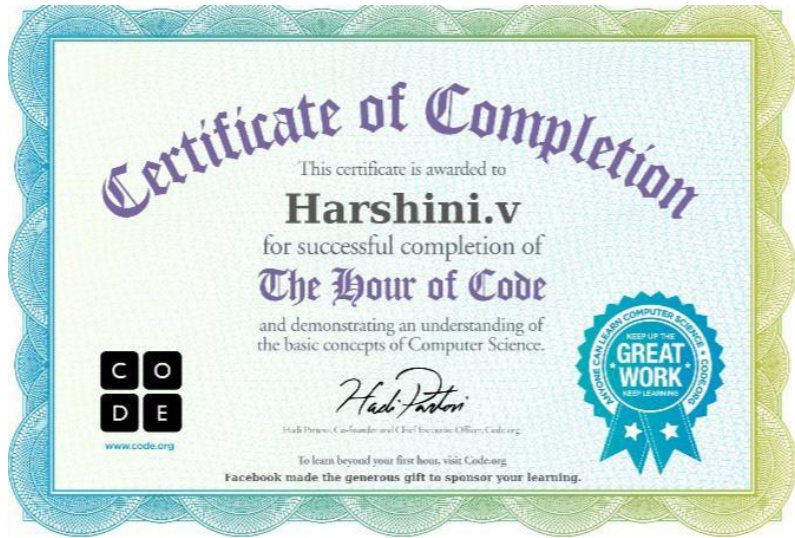 Certificate of Completion
This certificate is awarded to
Harshini.v
for successful completion of
The Hour of Code
and demonstrating an understanding of
the basic concepts of Computer Science.
C O
D E
www.code.org
Hadi Partovi
Hadi Partovi, Co-founder and Chief Executive Officer, Code.org
To learn beyond your first hour, visit Code.org
Facebook made the generous gift to sponsor your learning.
ANYONE CAN LEARN COMPUTER SCIENCE • CODE.ORG
KEEP UP THE
GREAT
WORK
KEEP LEARNING